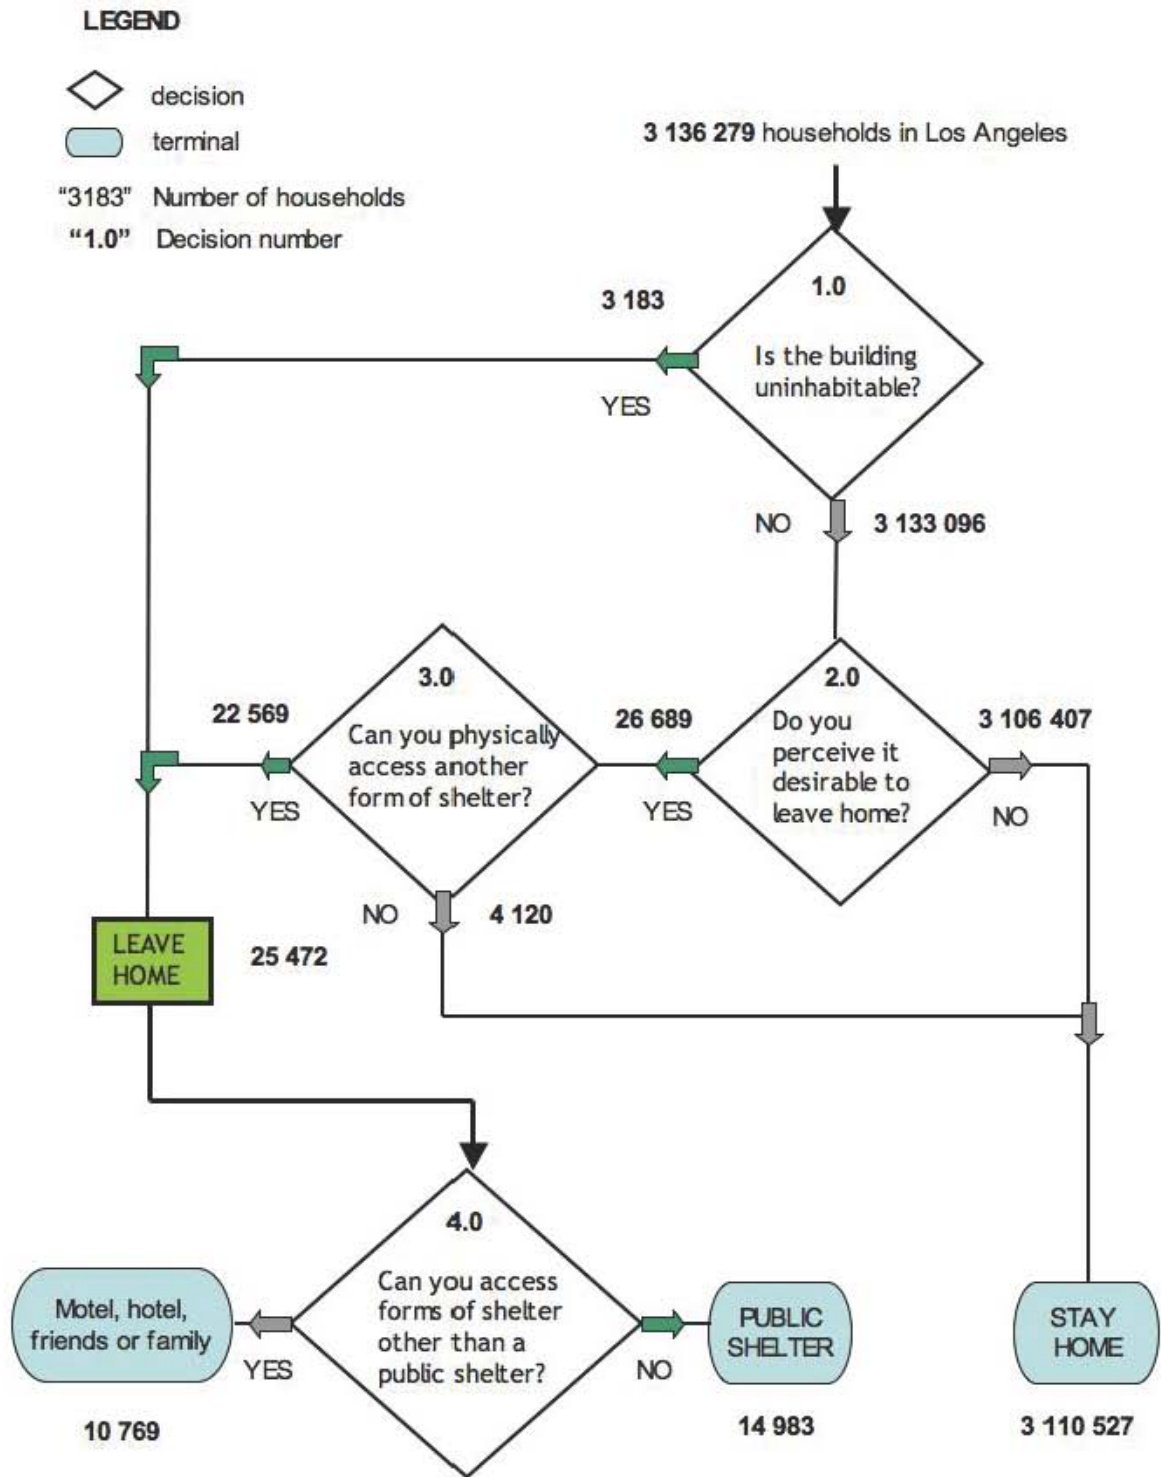 LEGEND
decision
terminal
"3183" Number of households
"1.0" Decision number
3 136 279 households in Los Angeles
1.0
Is the building
uninhabitable?
3 183
YES
NO
3 133 096
2.0
Do you
perceive it
desirable to
leave home?
3 106 407
NO
26 689
YES
3.0
Can you physically
access another
form of shelter?
22 569
YES
NO
4 120
LEAVE
HOME
25 472
4.0
Can you access
forms of shelter
other than a
public shelter?
YES
NO
Motel, hotel,
friends or family
10 769
PUBLIC
SHELTER
14 983
STAY
HOME
3 110 527